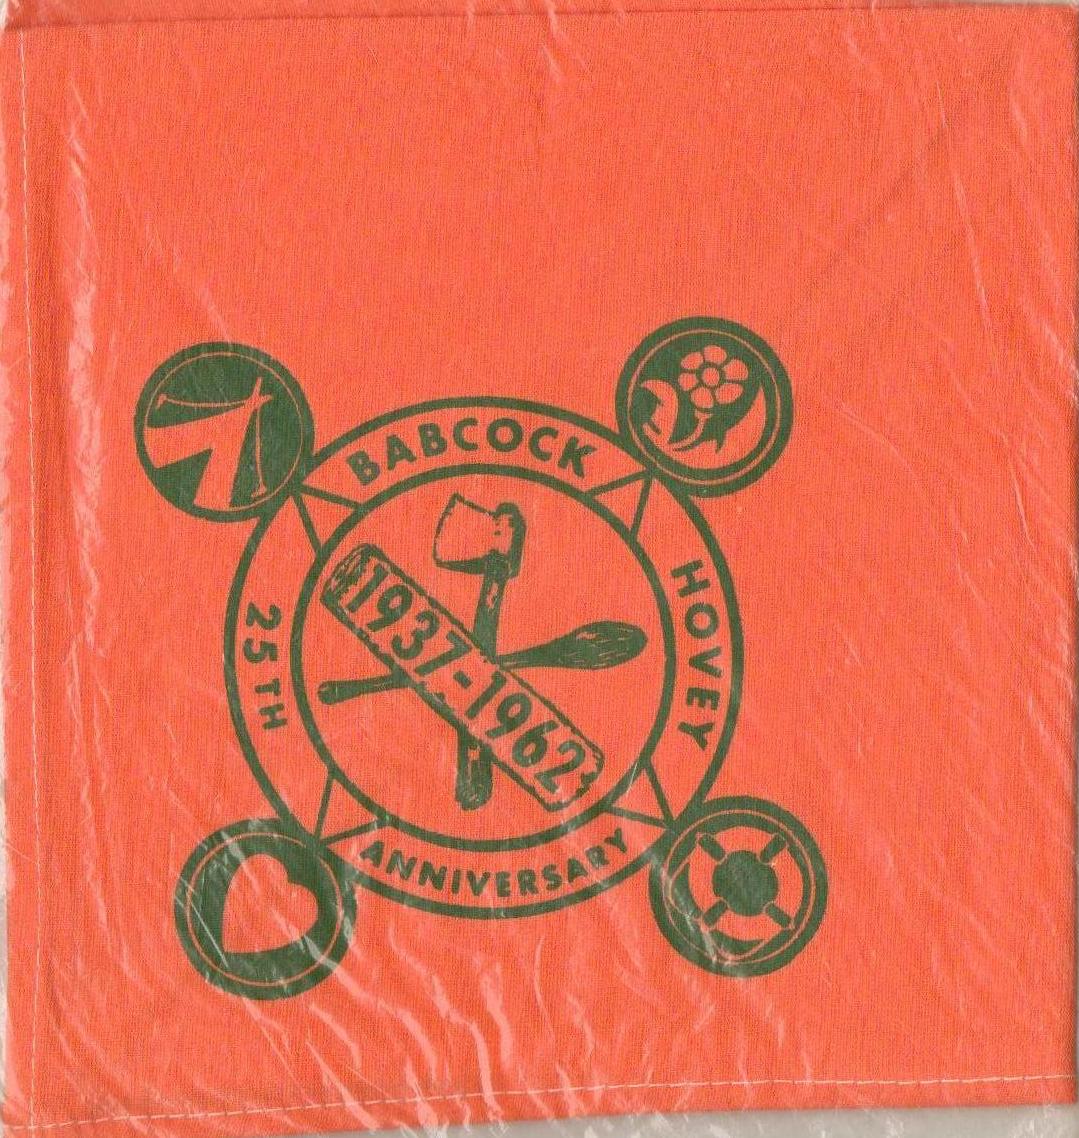 BABCOCK
HOVEY
25TH
ANNIVERSARY
1937-1962